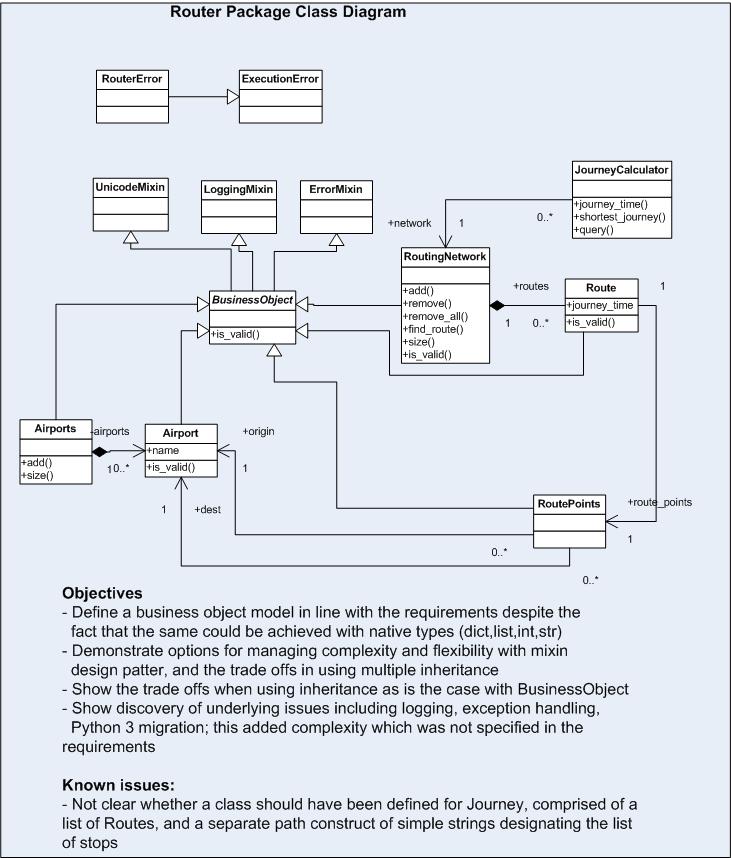 Router Package Class Diagram
RouterError
ExecutionError
UnicodeMixin
LoggingMixin
ErrorMixin
JourneyCalculator
+journey_time()
+shortest_journey()
+query()
+network
1
0..*
RoutingNetwork
+add()
+remove()
+remove_all()
+find_route()
+size()
+is_valid()
+routes
1
0..*
Route
+journey_time
+is_valid()
1
BusinessObject
+is_valid()
Airports
+add()
+size()
-airports
1
0..*
Airport
+name
+is_valid()
+origin
1
1
+dest
RoutePoints
+route_points
1
0..*
0..*
Objectives
- Define a business object model in line with the requirements despite the
fact that the same could be achieved with native types (dict,list,int,str)
- Demonstrate options for managing complexity and flexibility with mixin
design patter, and the trade offs in using multiple inheritance
- Show the trade offs when using inheritance as is the case with BusinessObject
- Show discovery of underlying issues including logging, exception handling,
Python 3 migration; this added complexity which was not specified in the
requirements
Known issues:
- Not clear whether a class should have been defined for Journey, comprised of a
list of Routes, and a separate path construct of simple strings designating the list
of stops